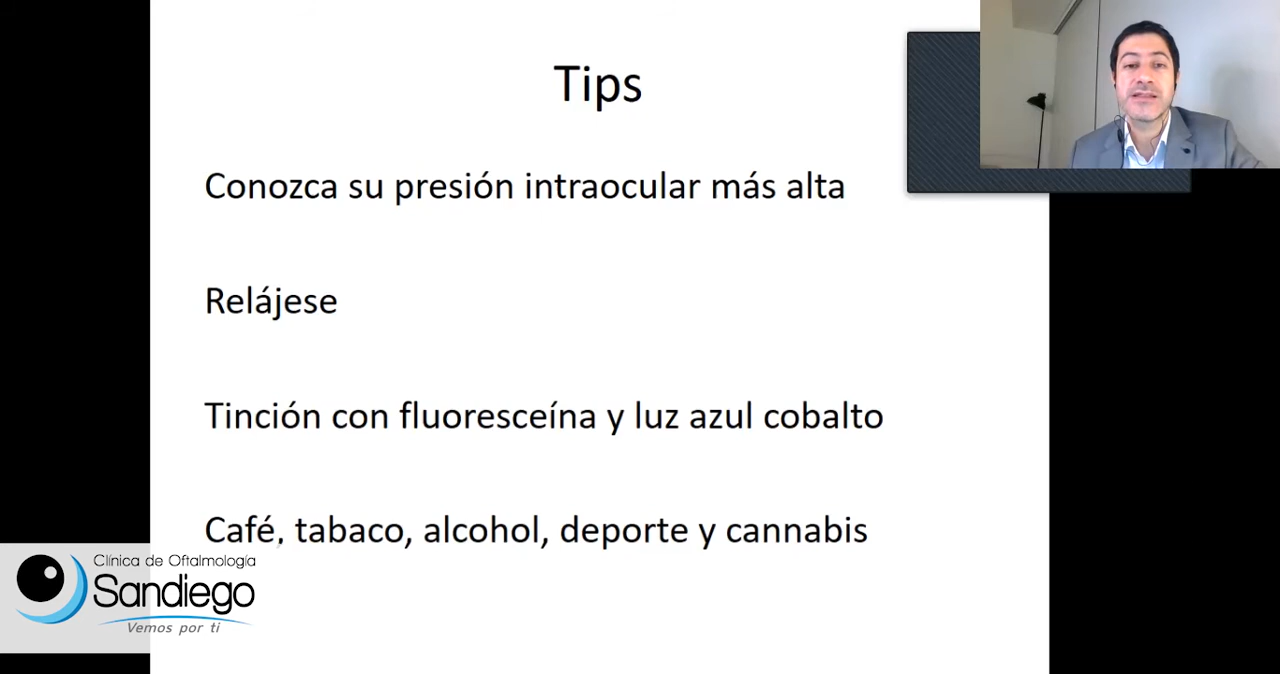 Tips
Conozca su presión intraocular más alta
Relájese
Tinción con fluoresceína y luz azul cobalto
Café, tabaco, alcohol, deporte y cannabis
Clínica de Oftalmología
Sandiego
Vemos por ti